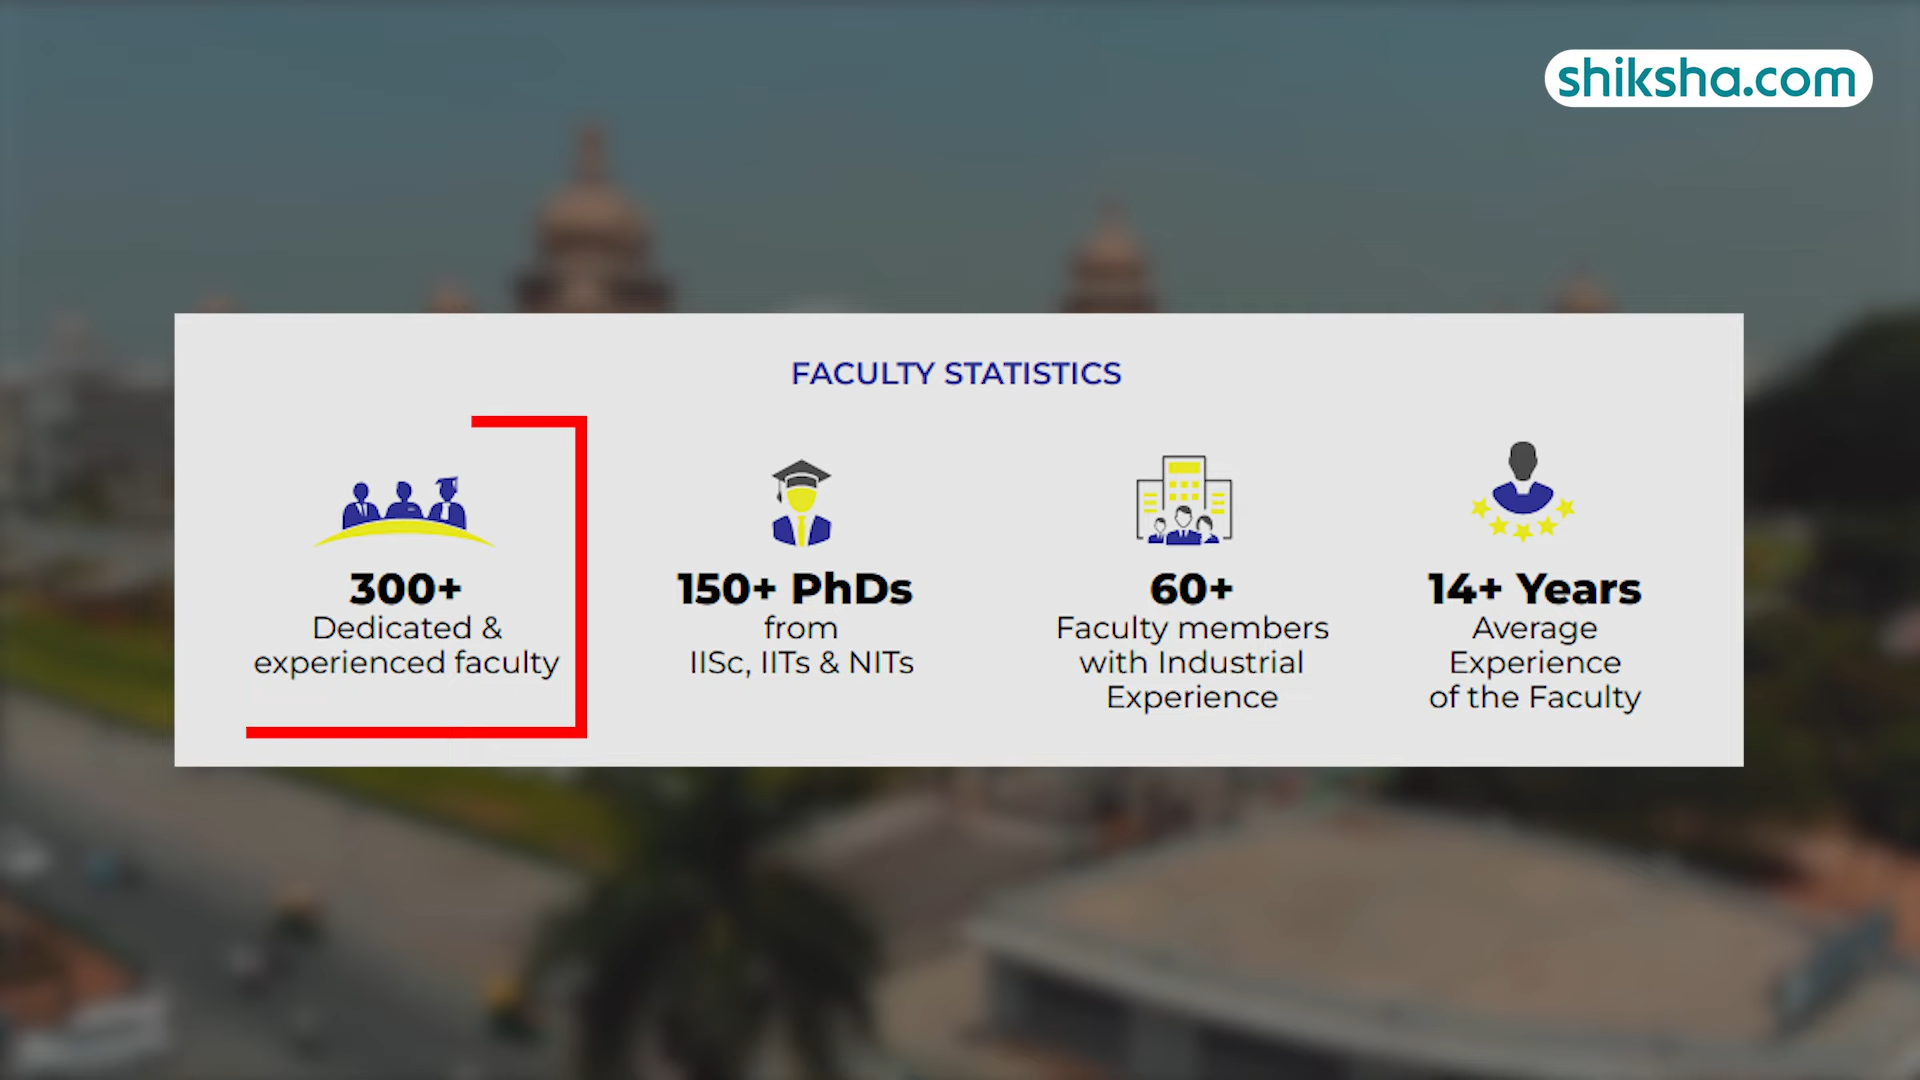 shiksha.com
FACULTY STATISTICS
300+
Dedicated &
experienced faculty
150+ PhDs
from
IISc, IITs & NITs
60+
Faculty members
with Industrial
Experience
14+ Years
Average
Experience
of the Faculty